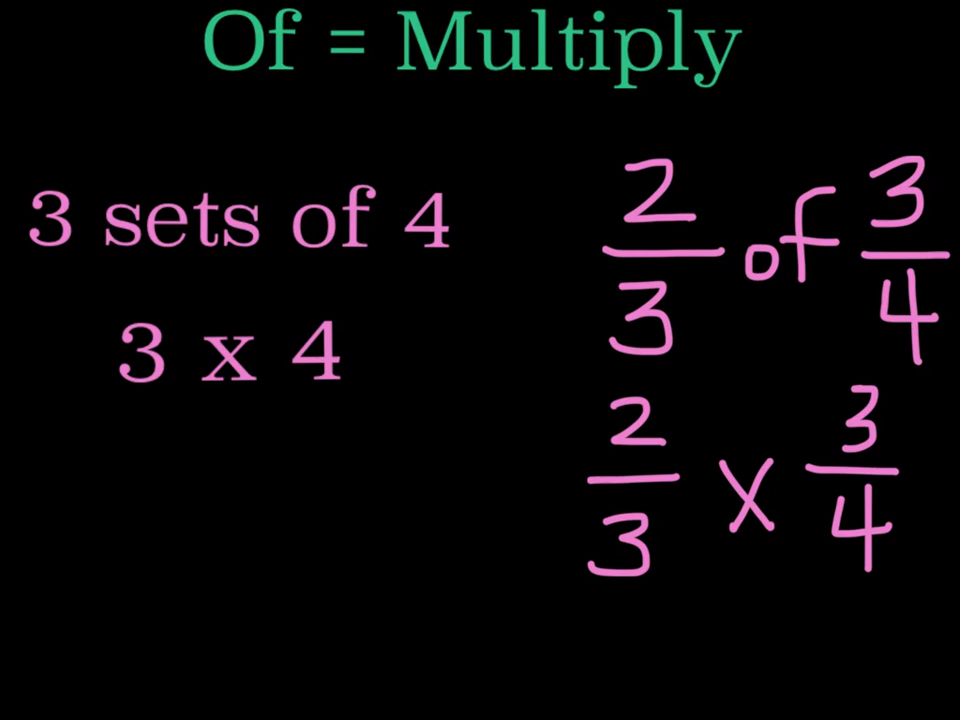 Of = Multiply
3 sets of 4
3 x 4
2/3 of 3/4
2/3 x 3/4